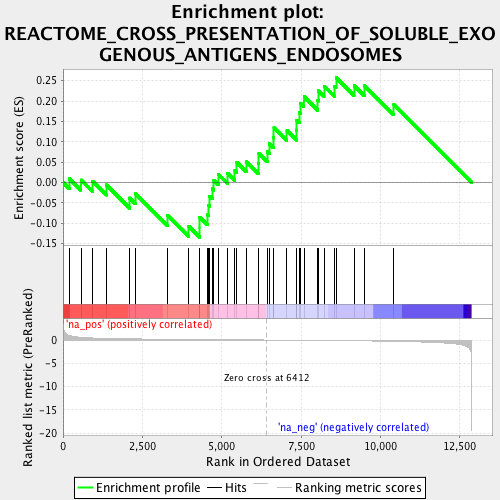 Enrichment plot:
REACTOME_CROSS_PRESENTATION_OF_SOLUBLE_EXO
GENOUS_ANTIGENS_ENDOSOMES
Enrichment score (ES)
0.25
0.20
0.15
0.10
0.05
0.00
-0.05
-0.10
-0.15
'na_pos' (positively correlated)
Ranked list metric (PreRanked)
0
-5
-10
-15
-20
Zero cross at 6412
'na_neg' (negatively correlated)
0
2,500
5,000
7,500
10,000
12,500
Rank in Ordered Dataset
Enrichment profile
Hits
Ranking metric scores